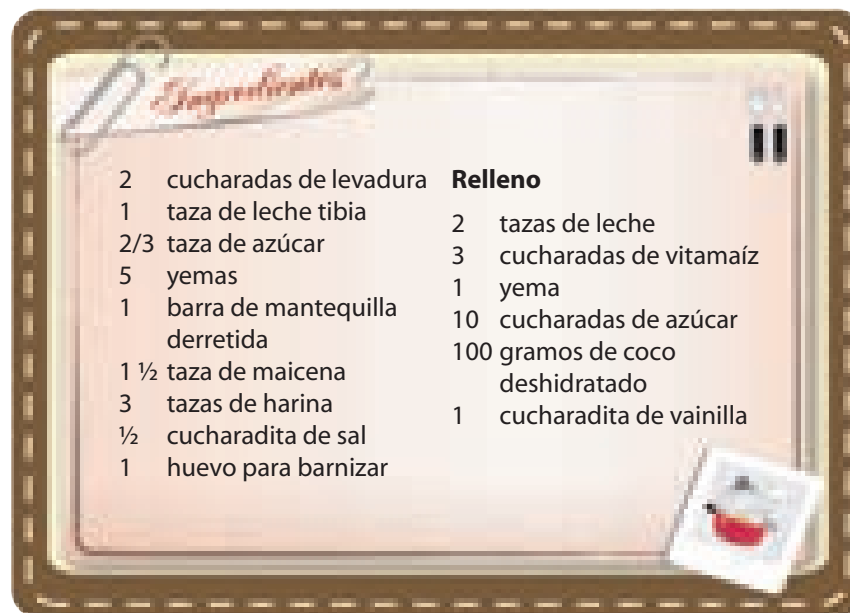 Ingredientes
2 cucharadas de levadura
1 taza de leche tibia
2/3 taza de azúcar
5 yemas
1 barra de mantequilla
derretida
1 ½ taza de maicena
3 tazas de harina
½ cucharadita de sal
1 huevo para barnizar
Relleno
2 tazas de leche
3 cucharadas de vitamaíz
1 yema
10 cucharadas de azúcar
100 gramos de coco
deshidratado
1 cucharadita de vainilla